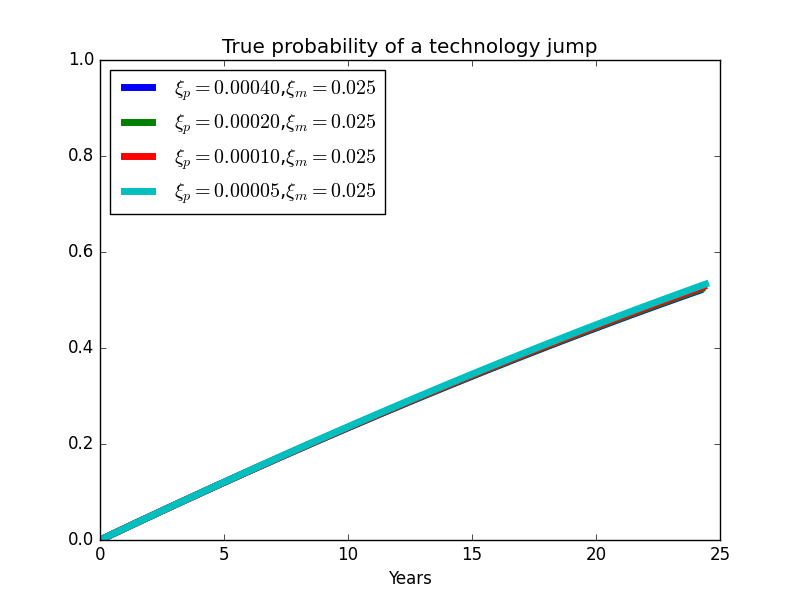 True probability of a technology jump
1.0
ξₚ = 0.00040,ξₘ = 0.025
ξₚ = 0.00020,ξₘ = 0.025
ξₚ = 0.00010,ξₘ = 0.025
ξₚ = 0.00005,ξₘ = 0.025
0.8
0.6
0.4
0.2
0.0
0 5 10 15 20 25
Years